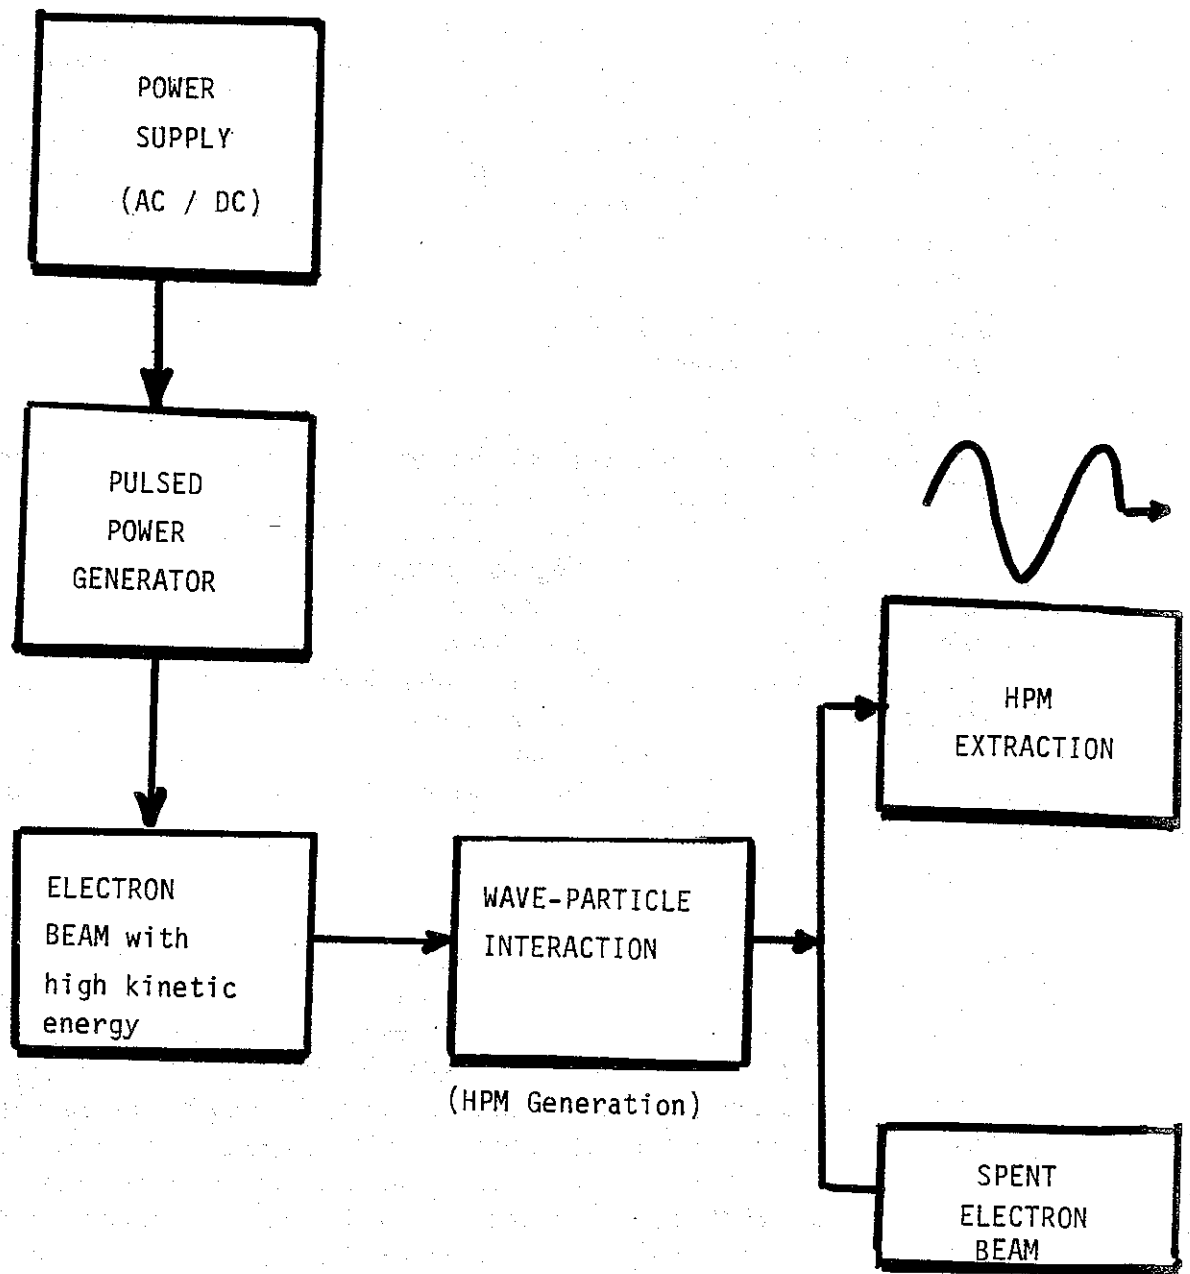 POWER
SUPPLY
(AC / DC)
PULSED
POWER
GENERATOR
ELECTRON
BEAM with
high kinetic
energy
WAVE-PARTICLE
INTERACTION
(HPM Generation)
HPM
EXTRACTION
SPENT
ELECTRON
BEAM